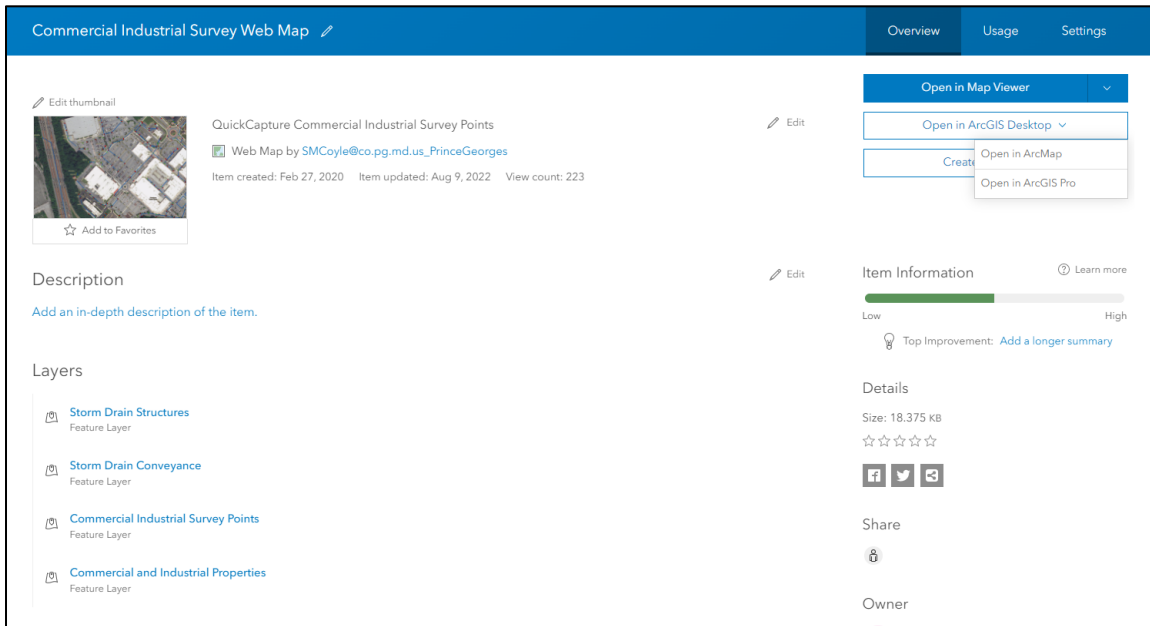 Commercial Industrial Survey Web Map
Overview
Usage
Settings
Edit thumbnail
Add to Favorites
QuickCapture Commercial Industrial Survey Points
Edit
Web Map by SMCoyle@co.pg.md.us_PrinceGeorges
Item created: Feb 27, 2020 Item updated: Aug 9, 2022 View count: 223
Open in Map Viewer
Open in ArcGIS Desktop
Open in ArcMap
Open in ArcGIS Pro
Description
Edit
Add an in-depth description of the item.
Layers
Storm Drain Structures
Feature Layer
Storm Drain Conveyance
Feature Layer
Commercial Industrial Survey Points
Feature Layer
Commercial and Industrial Properties
Feature Layer
Item Information
Learn more
Low High
Top Improvement: Add a longer summary
Details
Size: 18.375 KB
Share
Owner